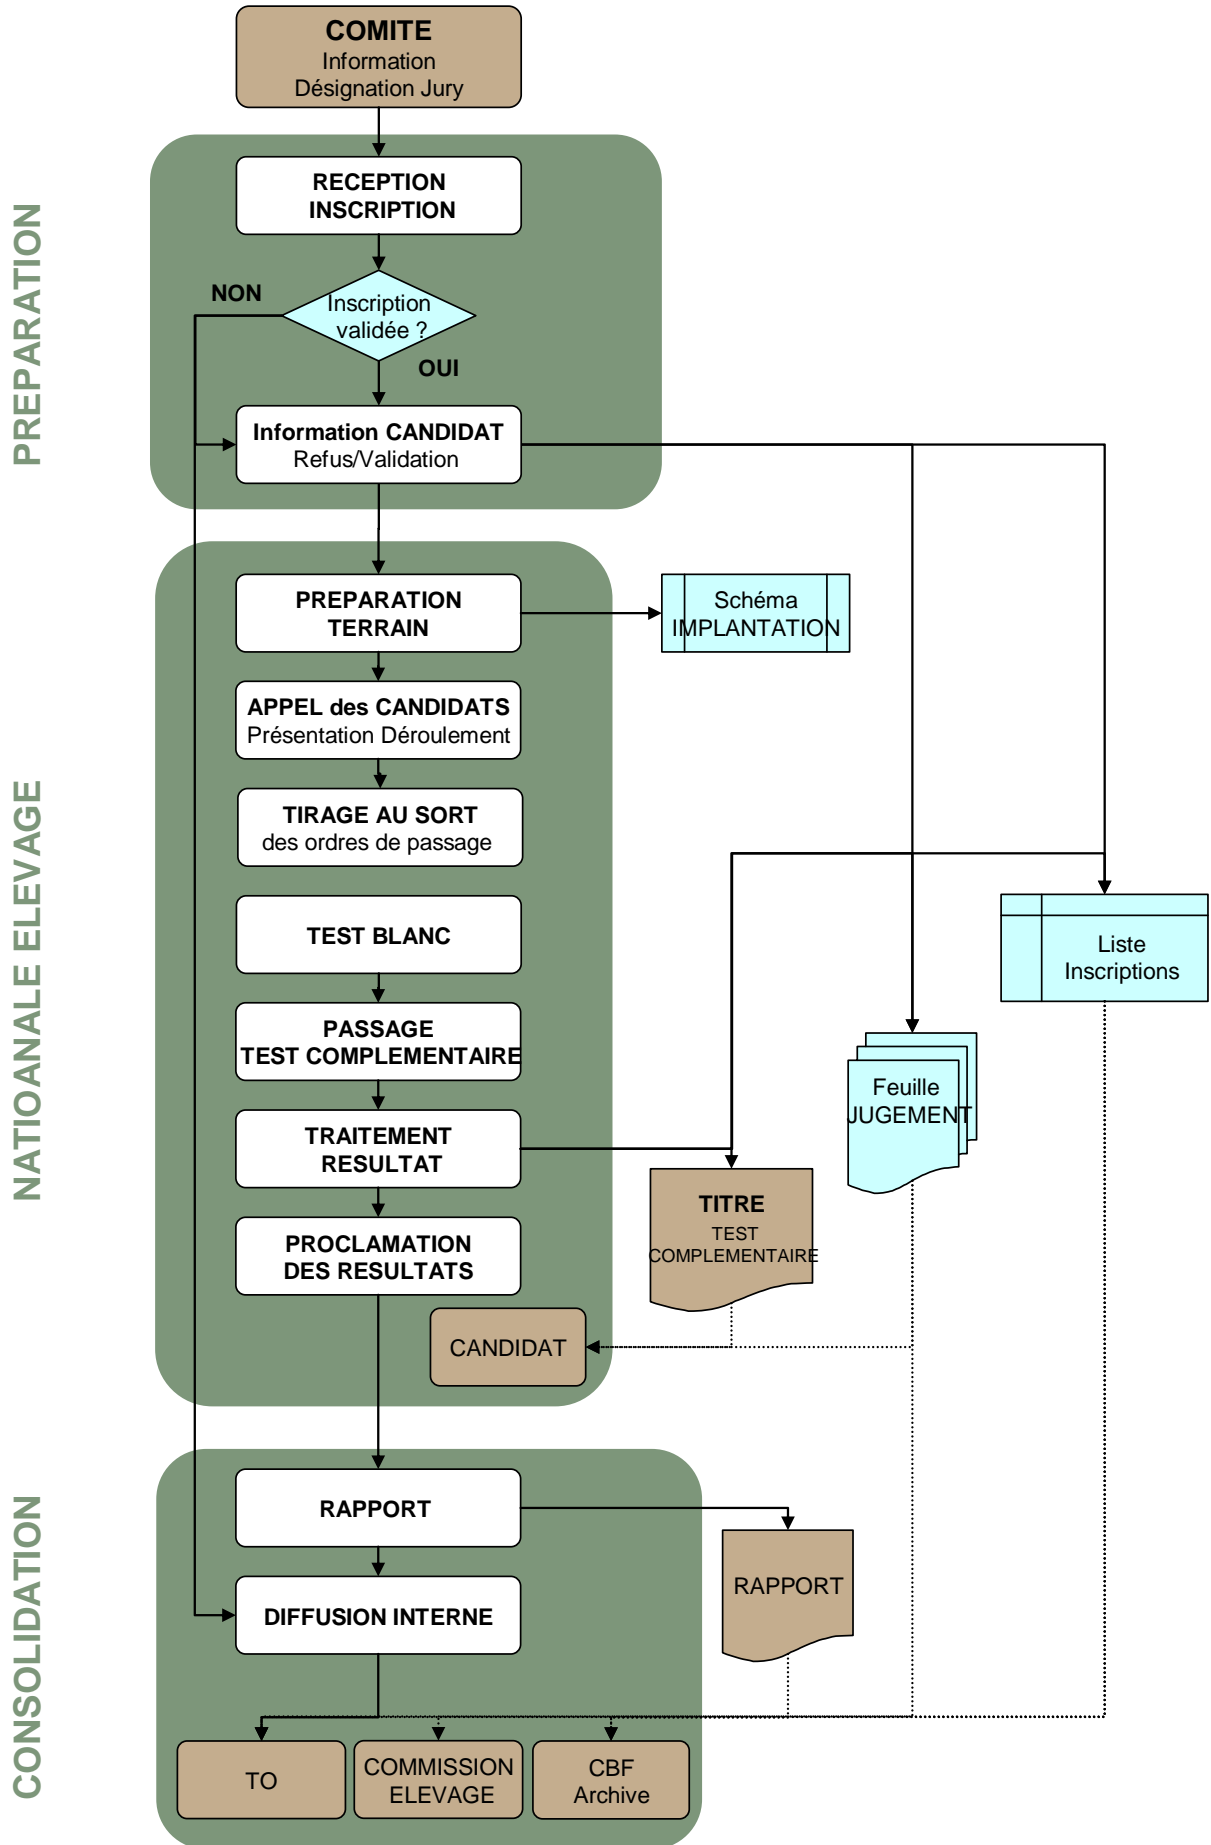 COMITE
Information
Désignation Jury
PREPARATION
RECEPTION
INSCRIPTION
NON
Inscription
validée ?
OUI
Information CANDIDAT
Refus/Validation
NATIOANALE ELEVAGE
PREPARATION
TERRAIN
Schéma
IMPLANTATION
APPEL des CANDIDATS
Présentation Déroulement
TIRAGE AU SORT
des ordres de passage
TEST BLANC
Liste
Inscriptions
PASSAGE
TEST COMPLEMENTAIRE
Feuille
JUGEMENT
TRAITEMENT
RESULTAT
TITRE
TEST
COMPLEMENTAIRE
PROCLAMATION
DES RESULTATS
CANDIDAT
CONSOLIDATION
RAPPORT
RAPPORT
DIFFUSION INTERNE
TO
COMMISSION
ELEVAGE
CBF
Archive